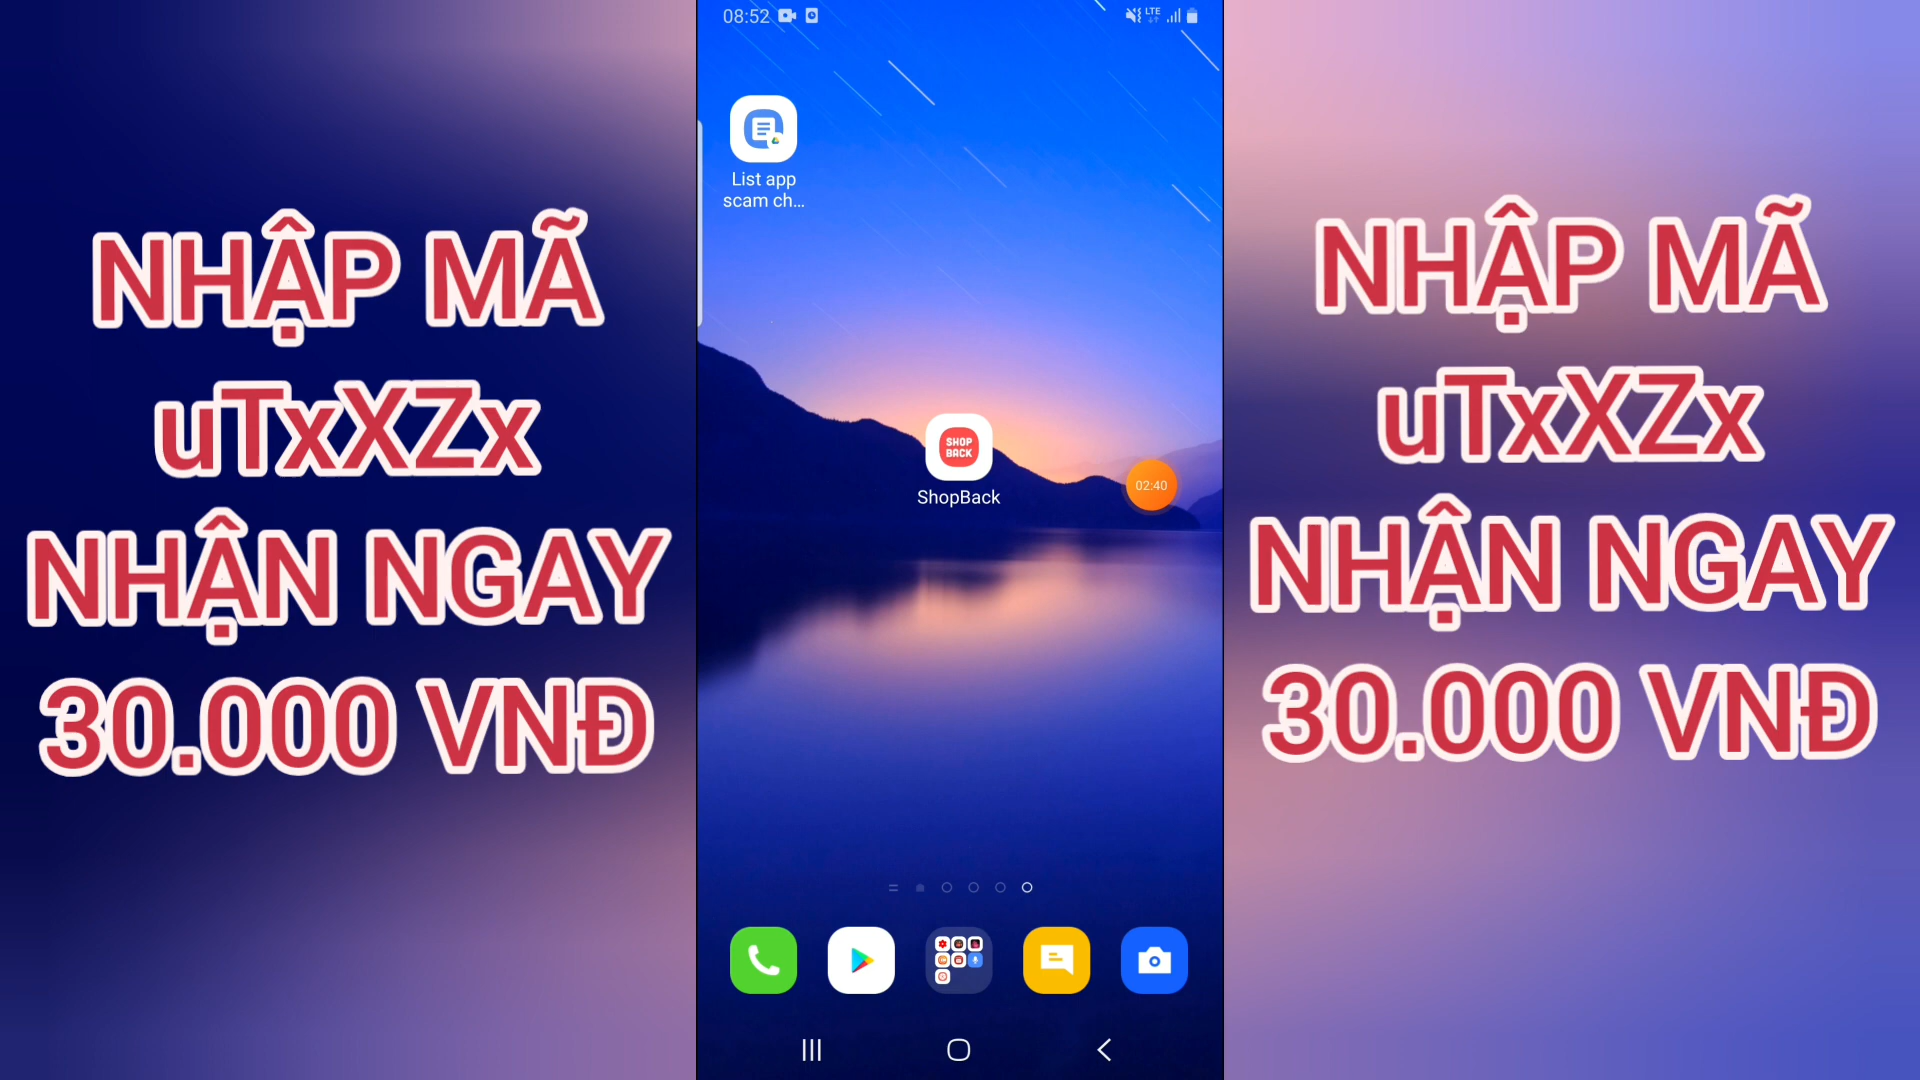 NHẬP MÃ
uTxXZx
NHẬN NGAY
30.000 VNĐ
08:52
LTE
List app
scam ch...
SHOP
BACK
ShopBack
02:40
NHẬP MÃ
uTxXZx
NHẬN NGAY
30.000 VNĐ